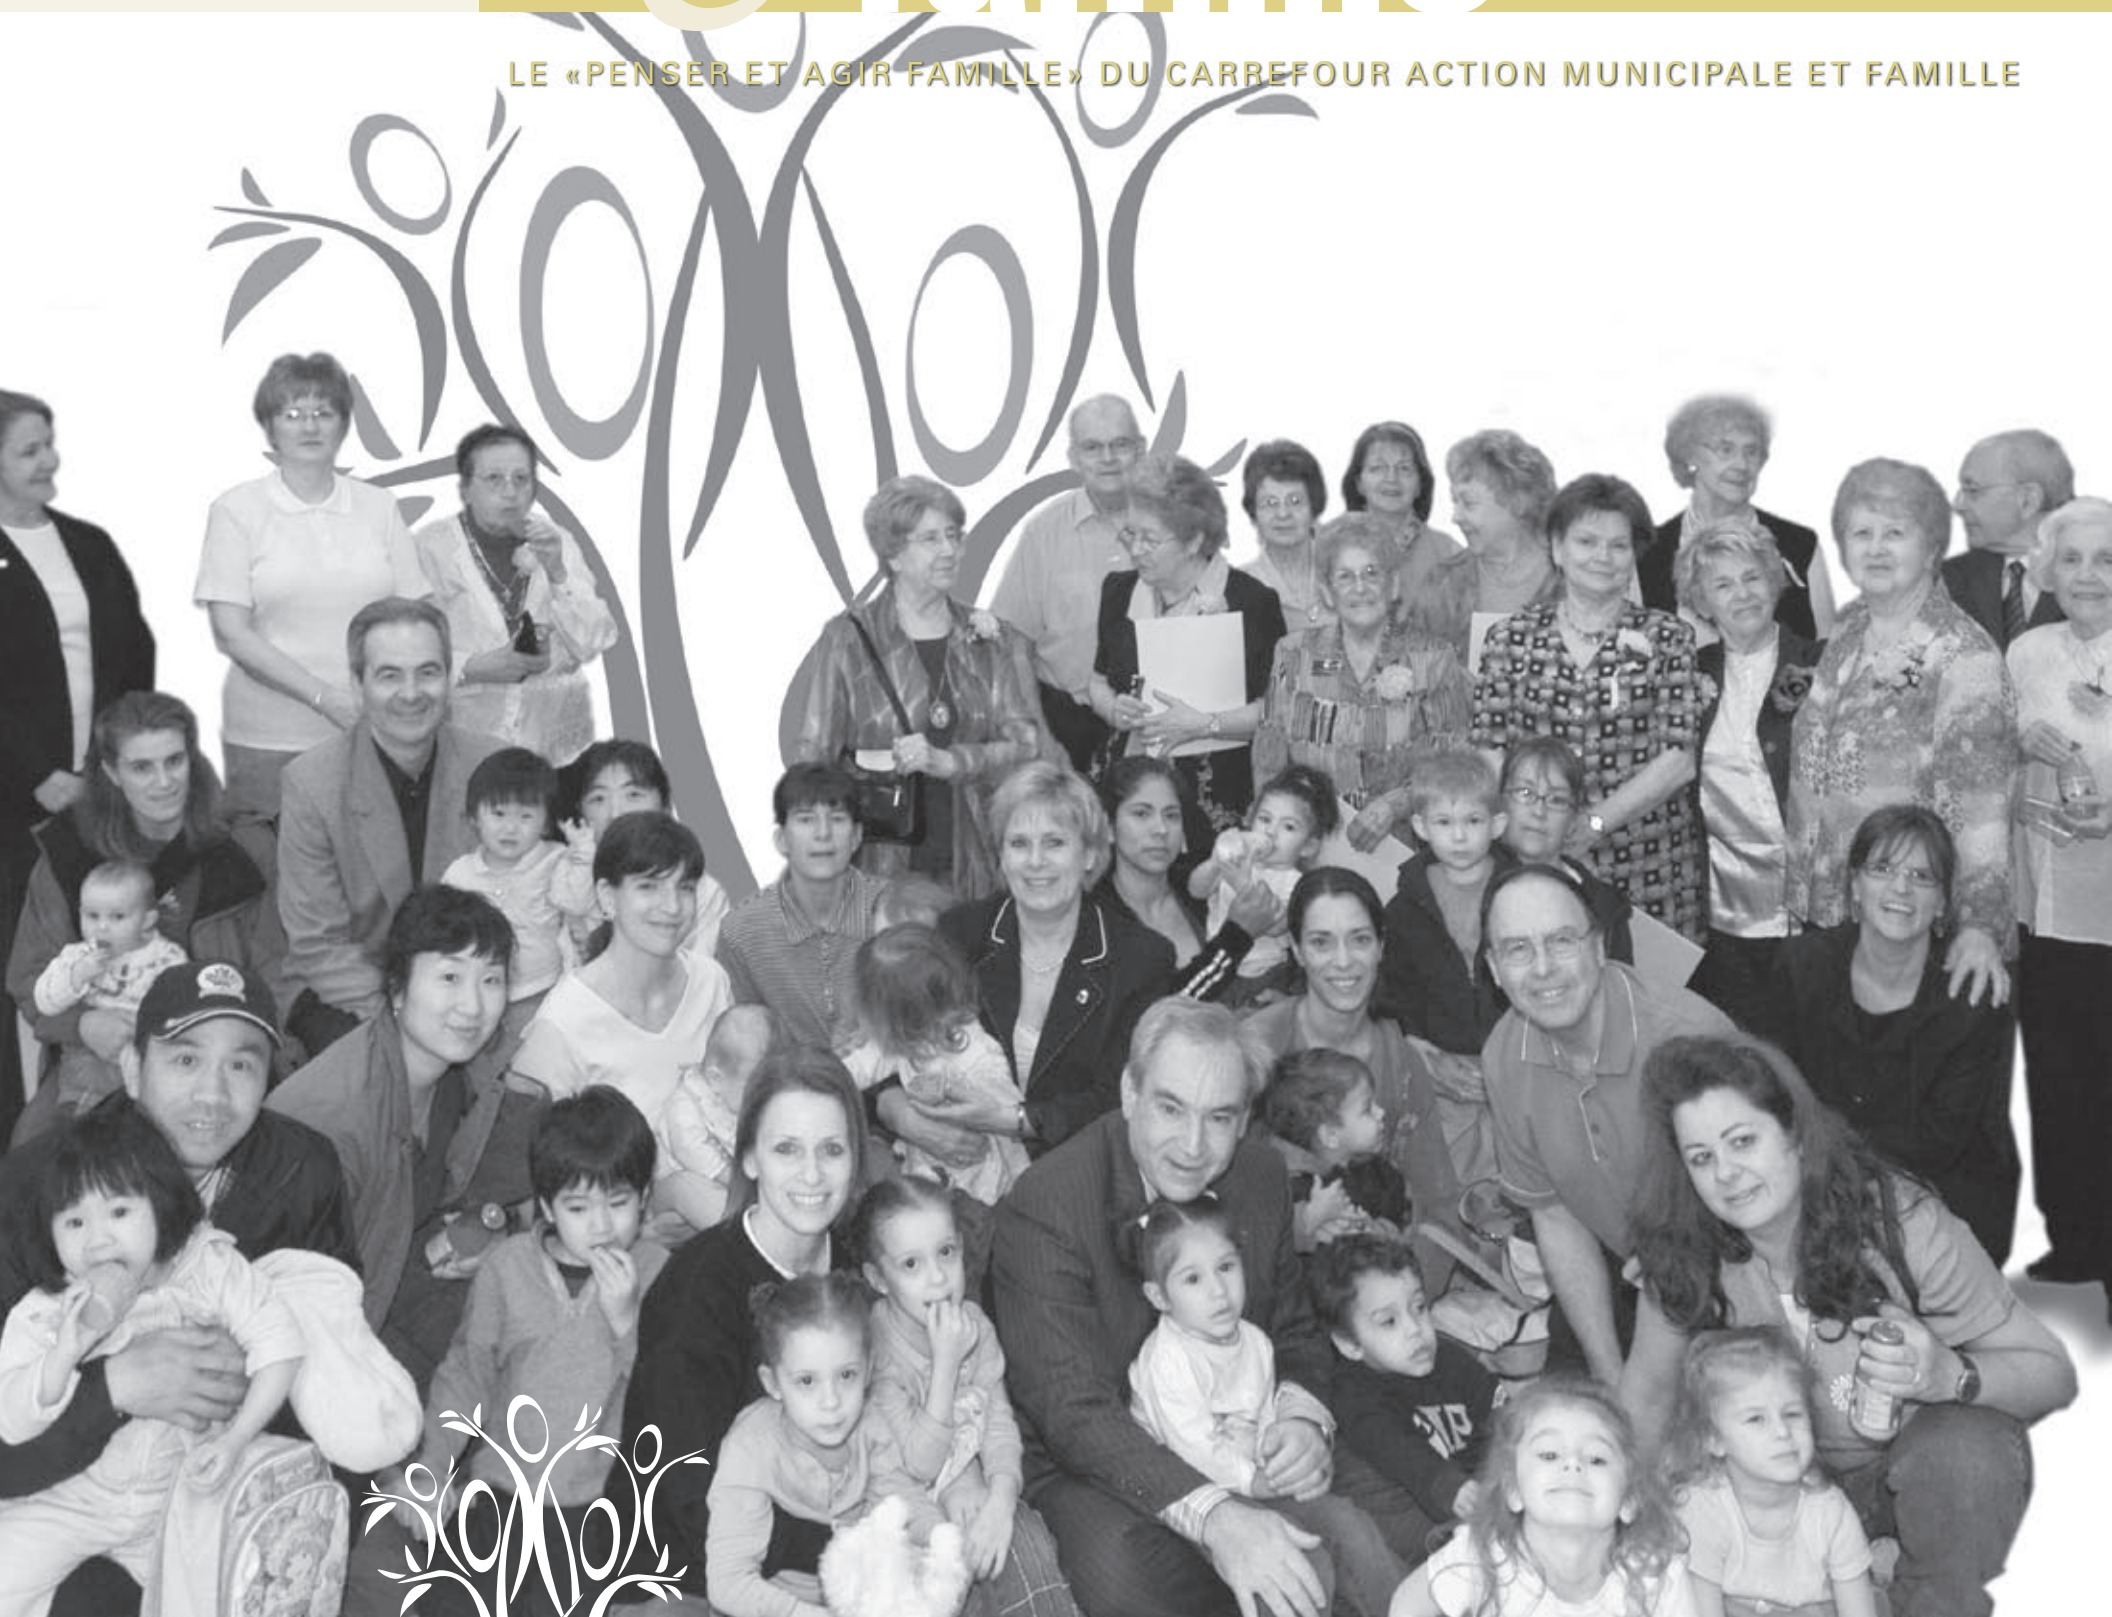 LE «PENSER ET AGIR FAMILLE» DU CARREFOUR ACTION MUNICIPALE ET FAMILLE